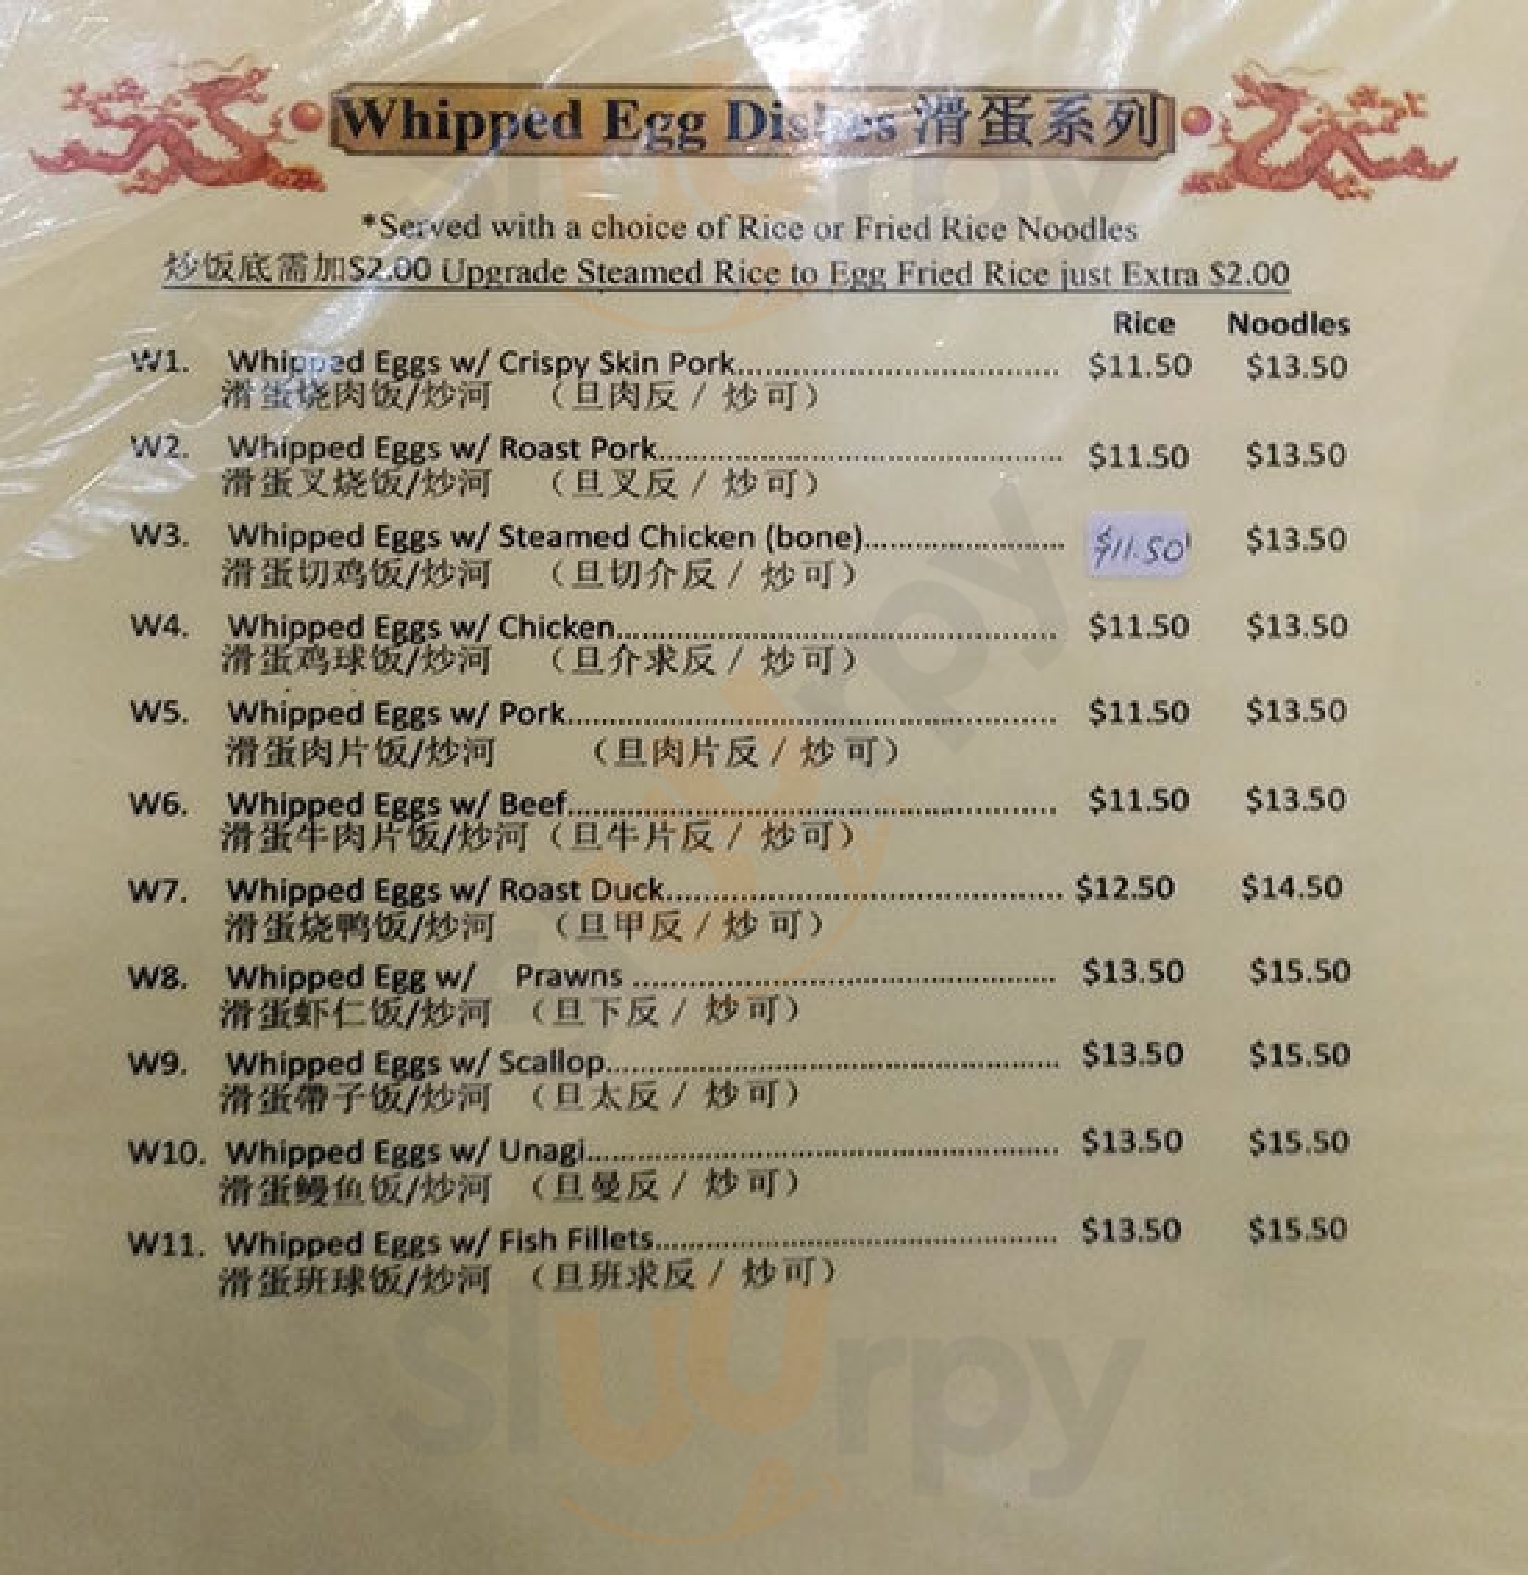 Whipped Egg Dishes 滑蛋系列
*Served with a choice of Rice or Fried Rice Noodles
炒饭底需加$2.00 Upgrade Steamed Rice to Egg Fried Rice just Extra $2.00
Rice Noodles
W1. Whipped Eggs w/ Crispy Skin Pork.......... $11.50 $13.50
滑蛋烧肉饭/炒河 （旦肉反 / 炒可）
W2. Whipped Eggs w/ Roast Pork.......... $11.50 $13.50
滑蛋叉烧饭/炒河 （旦叉反 / 炒可）
W3. Whipped Eggs w/ Steamed Chicken (bone).......... $11.50 $13.50
滑蛋切鸡饭/炒河 （旦切介反 / 炒可）
W4. Whipped Eggs w/ Chicken.......... $11.50 $13.50
滑蛋鸡球饭/炒河 （旦介求反 / 炒可）
W5. Whipped Eggs w/ Pork.......... $11.50 $13.50
滑蛋肉片饭/炒河 （旦肉片反 / 炒可）
W6. Whipped Eggs w/ Beef.......... $11.50 $13.50
滑蛋牛肉片饭/炒河（旦牛片反 / 炒可）
W7. Whipped Eggs w/ Roast Duck.......... $12.50 $14.50
滑蛋烧鸭饭/炒河 （旦甲反 / 炒可）
W8. Whipped Egg w/ Prawns .......... $13.50 $15.50
滑蛋虾仁饭/炒河 （旦下反 / 炒可）
W9. Whipped Eggs w/ Scallop.......... $13.50 $15.50
滑蛋帶子饭/炒河 （旦太反 / 炒可）
W10. Whipped Eggs w/ Unagi.......... $13.50 $15.50
滑蛋鳗鱼饭/炒河 （旦曼反 / 炒可）
W11. Whipped Eggs w/ Fish Fillets.......... $13.50 $15.50
滑蛋班球饭/炒河 （旦班求反 / 炒可）
Sluurpy
Sluurpy
Sluurpy